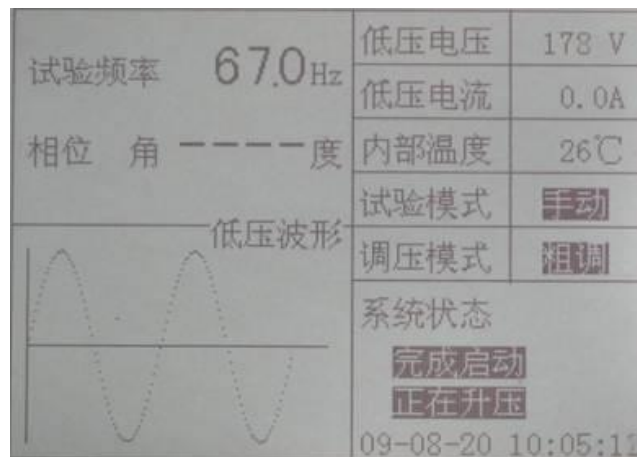 试验频率 67.0Hz
相位 角 ----度
低压波形
低压电压 178 V
低压电流 0.0A
内部温度 26℃
试验模式 手动
调压模式 粗调
系统状态
完成启动
正在升压
09-08-20 10:05:11